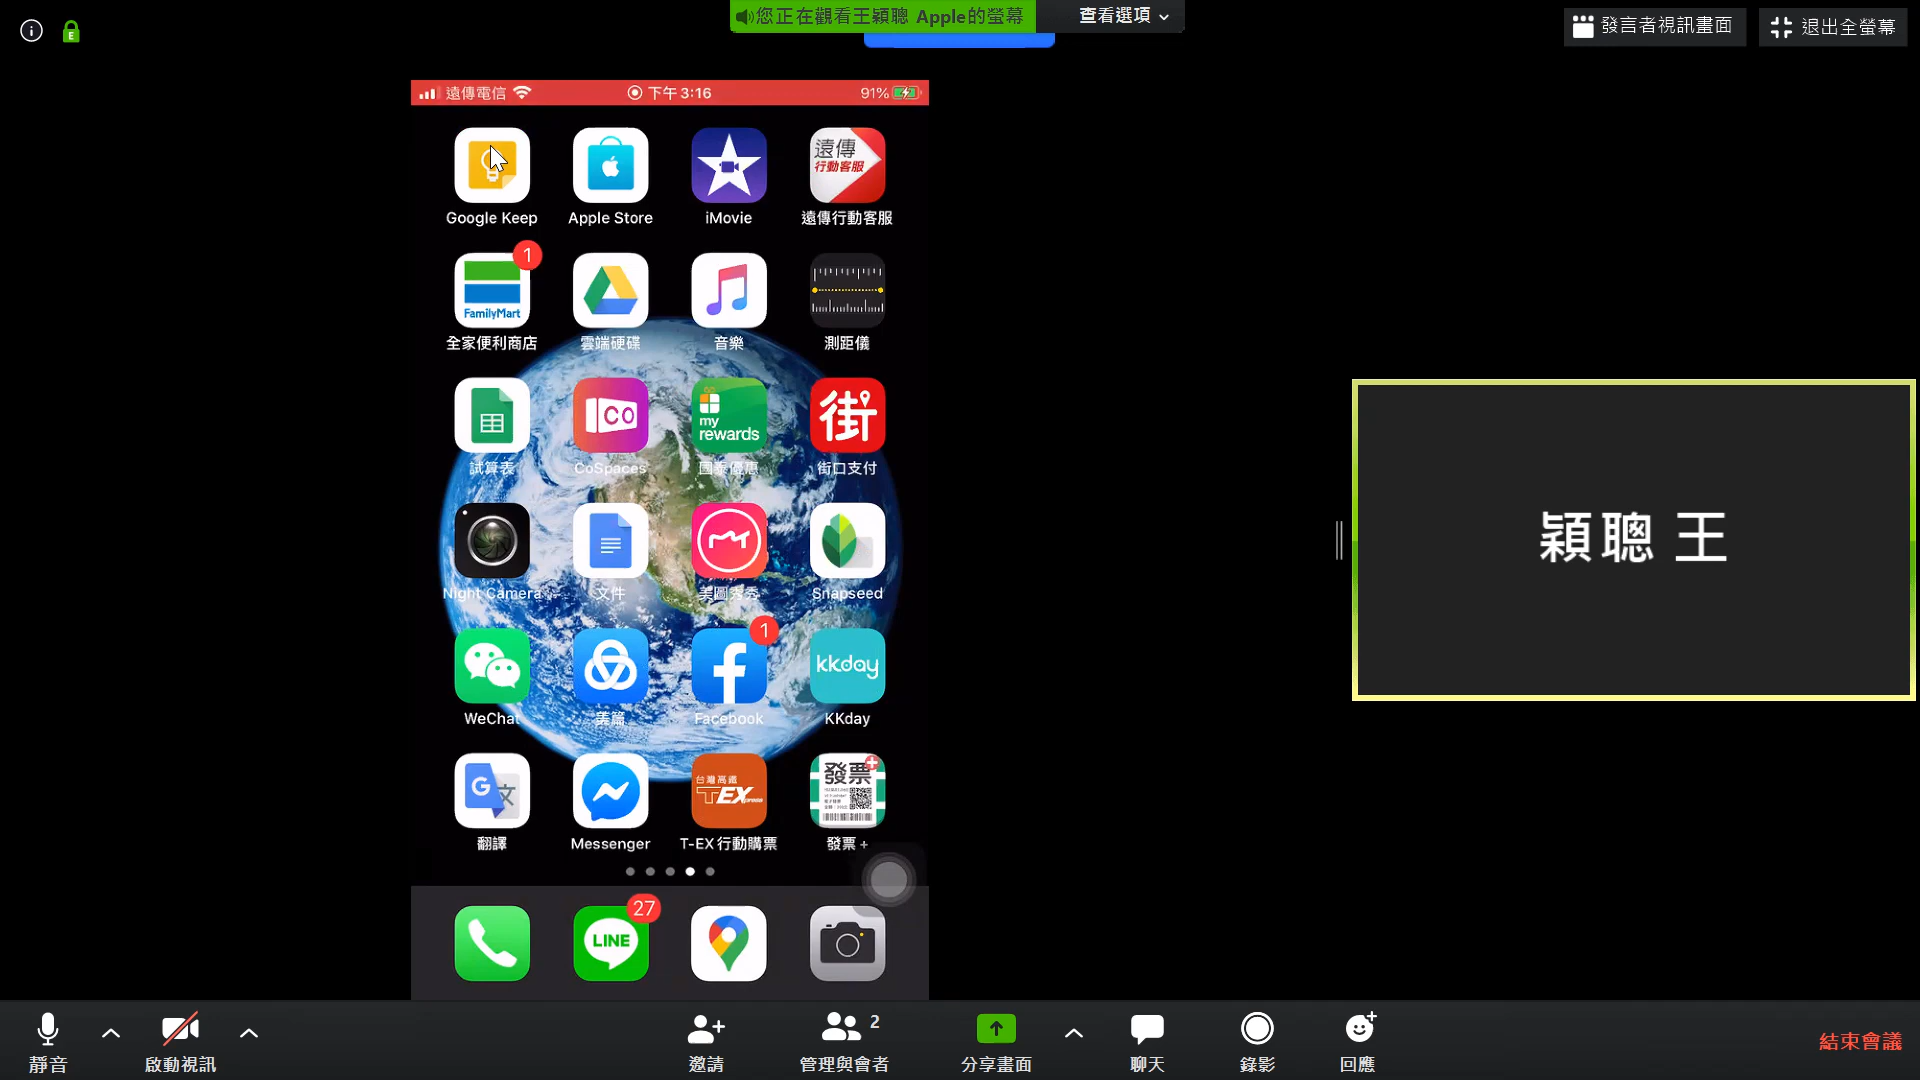 您正在觀看王穎聰 Apple的螢幕
查看選項
發言者視訊畫面
退出全螢幕
遠傳電信
下午 3:16
91%
遠傳
行動客服
Google Keep
Apple Store
iMovie
遠傳行動客服
1
FamilyMart
全家便利商店
雲端硬碟
音樂
測距儀
CO
my
rewards
街
試算表
CoSpaces
國泰優惠
街口支付
Night Camera
文件
美圖秀秀
Snapseed
1
kkday
WeChat
美篇
Facebook
KKday
G文
台灣高鐵
TEXpress
發票
翻譯
Messenger
T-EX 行動購票
發票 +
LINE
27
穎聰 王
靜音
啟動視訊
邀請
2
管理與會者
分享畫面
聊天
錄影
回應
結束會議